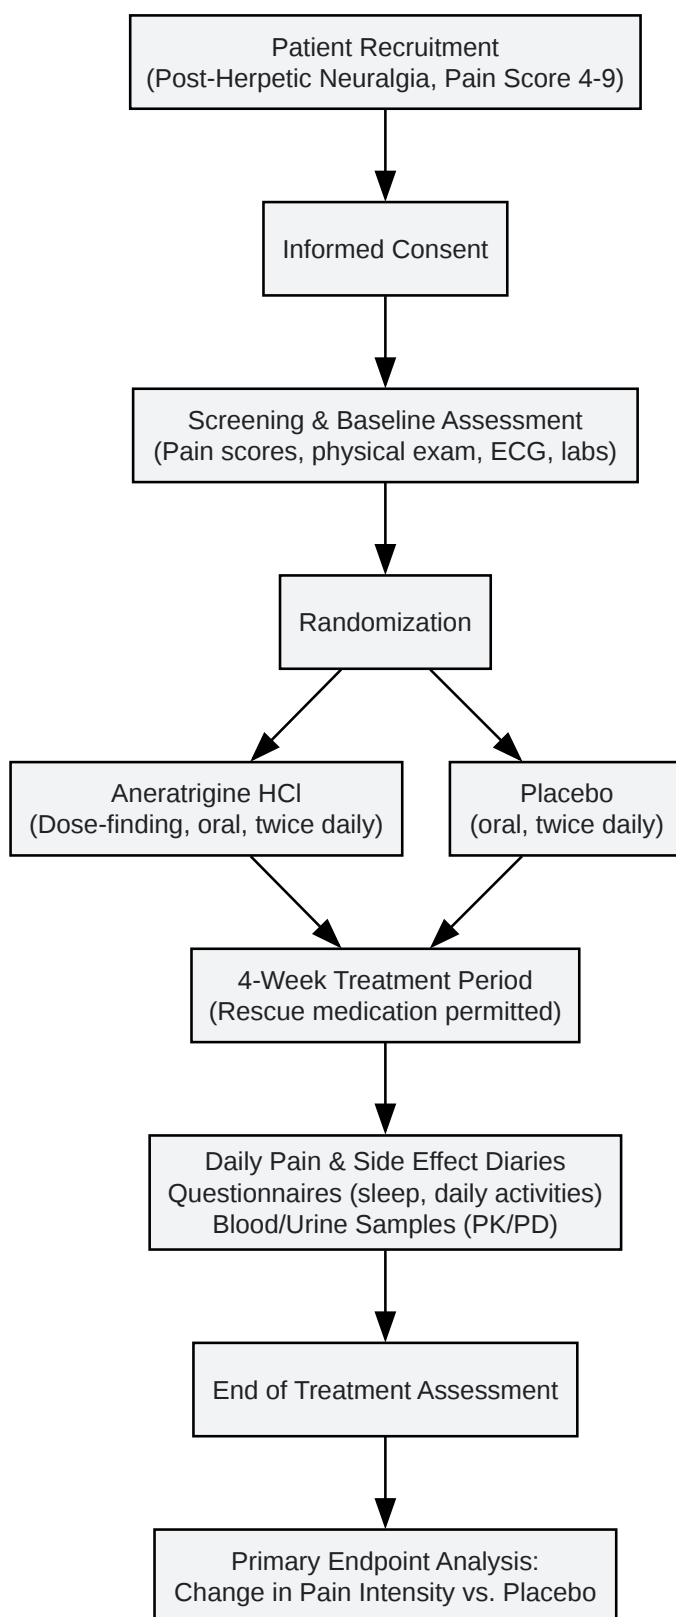 Patient Recruitment
(Post-Herpetic Neuralgia, Pain Score 4-9)
Informed Consent
Screening & Baseline Assessment
(Pain scores, physical exam, ECG, labs)
Randomization
Aneratrigine HCl
(Dose-finding, oral, twice daily)
Placebo
(oral, twice daily)
4-Week Treatment Period
(Rescue medication permitted)
Daily Pain & Side Effect Diaries
Questionnaires (sleep, daily activities)
Blood/Urine Samples (PK/PD)
End of Treatment Assessment
Primary Endpoint Analysis:
Change in Pain Intensity vs. Placebo